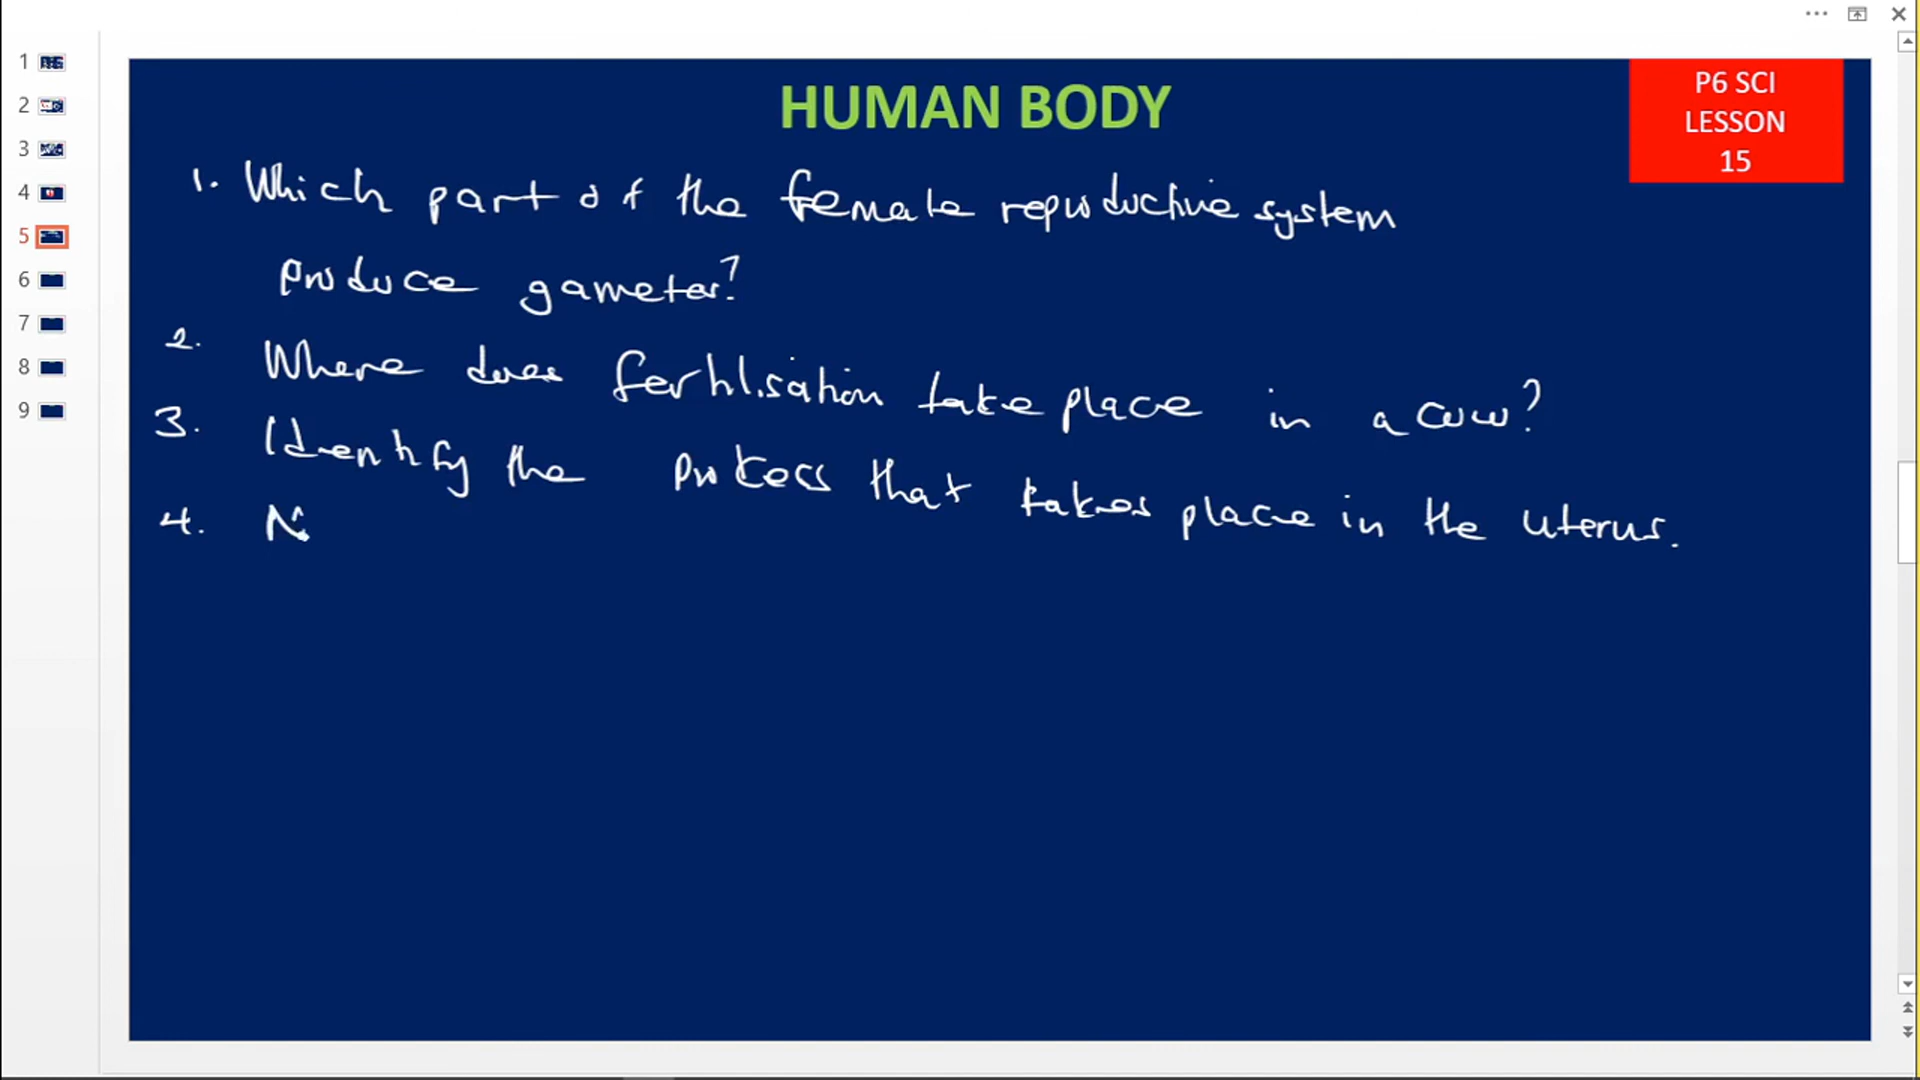 HUMAN BODY
P6 SCI
LESSON
15
1. Which part of the female reproductive system
produce gametes?
2. Where does fertilisation take place in a cow?
3. Identify the process that takes place in the uterus.
4. N
1
2
3
4
5
6
7
8
9